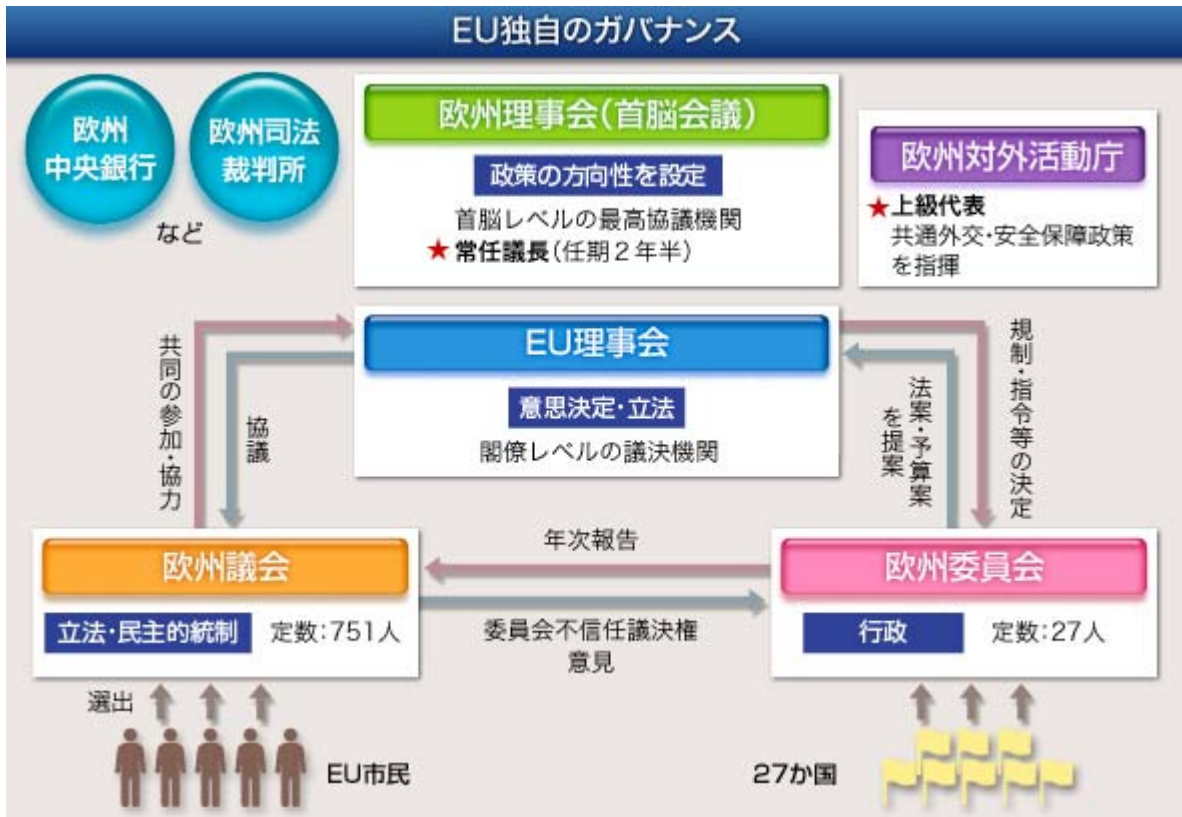 EU独自のガバナンス
欧州
中央銀行
欧州司法
裁判所
など
欧州理事会(首脳会議)
政策の方向性を設定
首脳レベルの最高協議機関
★常任議長(任期2年半)
欧州対外活動庁
★上級代表
共通外交・安全保障政策
を指揮
EU理事会
意思決定・立法
閣僚レベルの議決機関
共同の参加・協力
協議
法案・予算案
を提案
規制・指令等の決定
欧州議会
立法・民主的統制 定数:751人
年次報告
委員会不信任議決権
意見
欧州委員会
行政 定数:27人
選出
EU市民
27か国